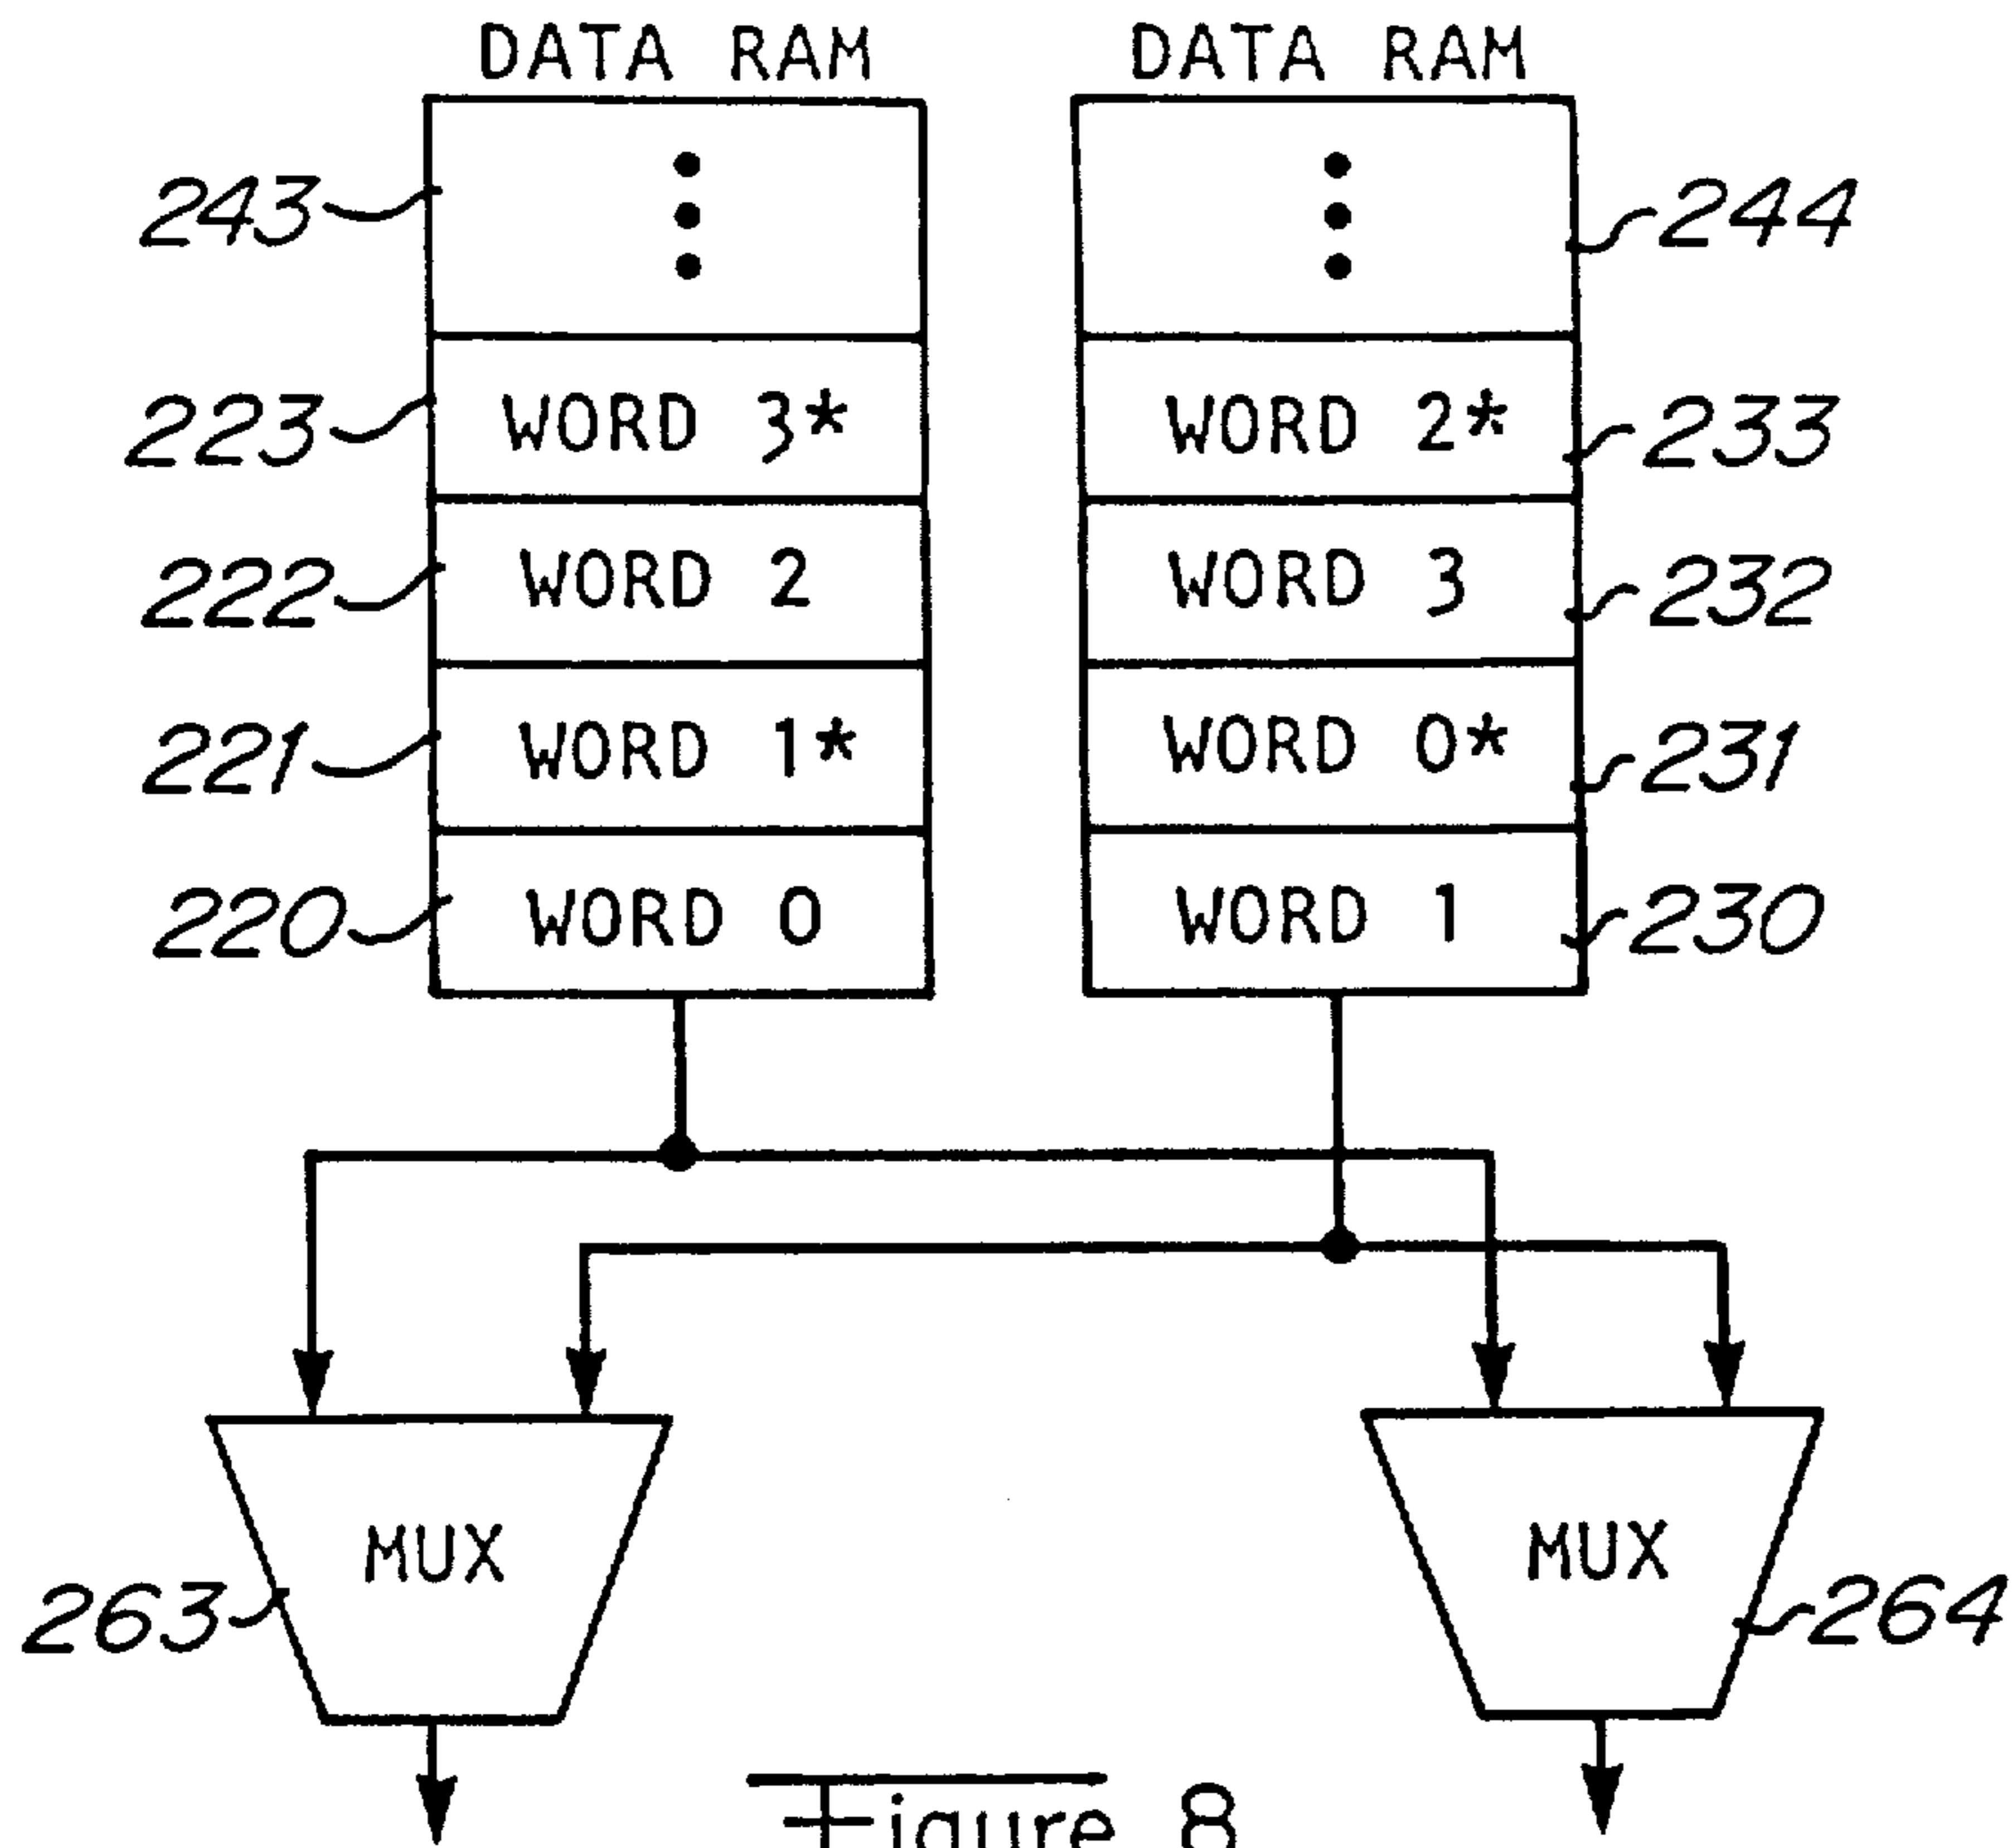 DATA RAM DATA RAM
243 244
223 WORD 3* WORD 2* 233
222 WORD 2 WORD 3 232
221 WORD 1* WORD 0* 231
220 WORD 0 WORD 1 230
MUX MUX
263 264
Figure 8